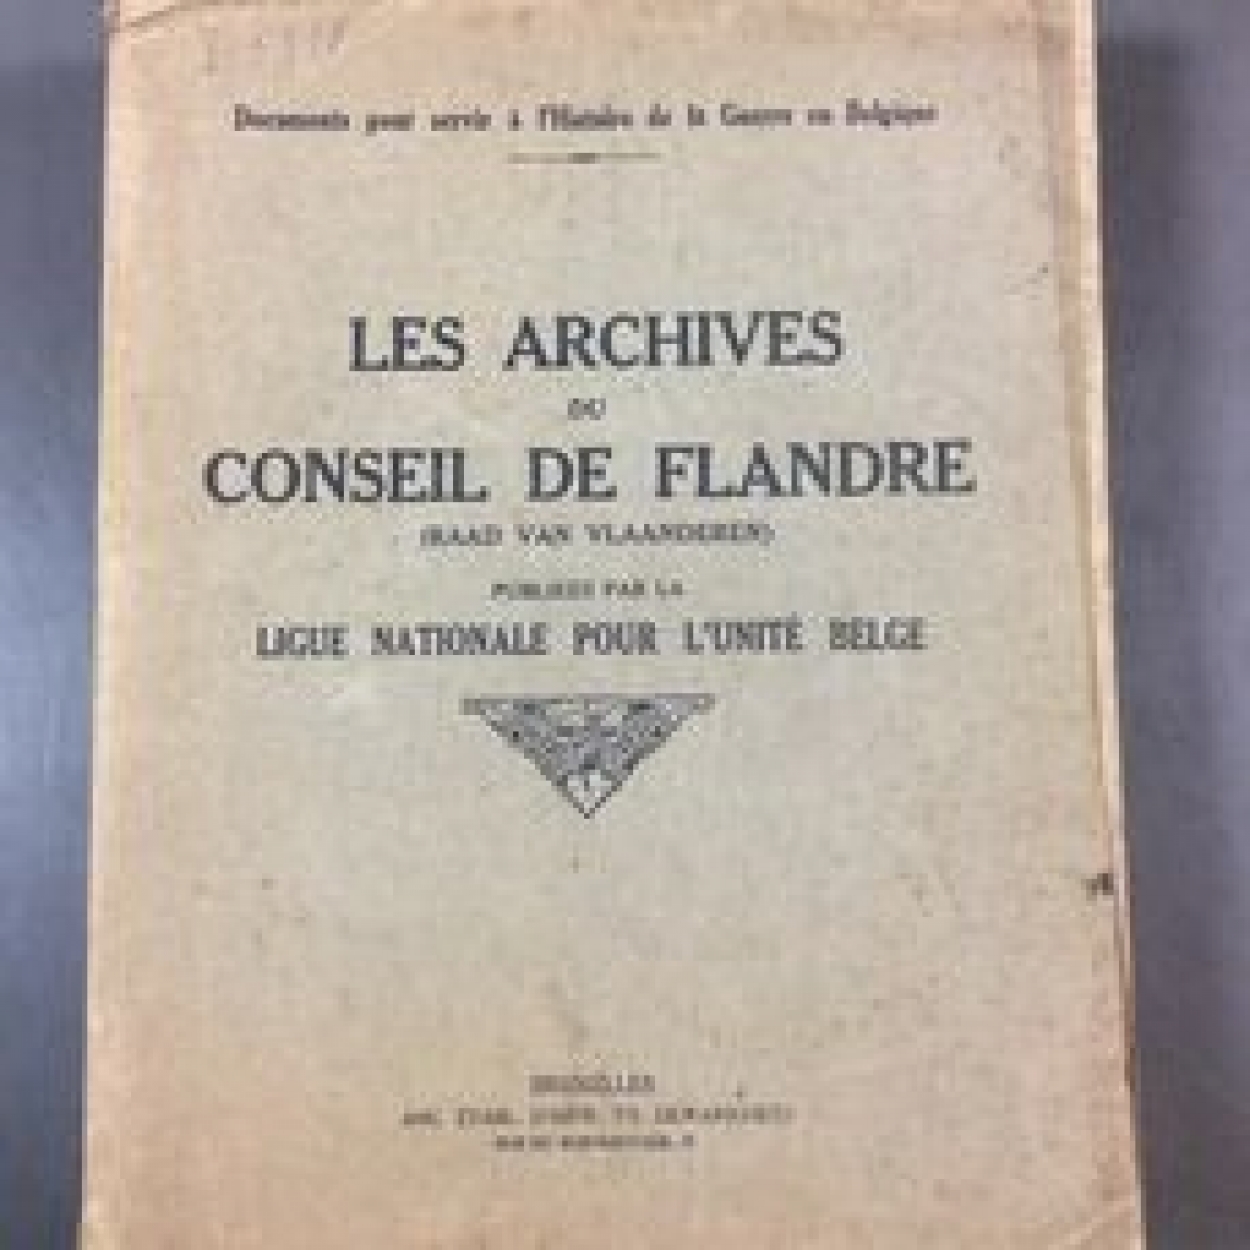 Documents pour servir à l'Histoire de la Guerre en Belgique
LES ARCHIVES
DU
CONSEIL DE FLANDRE
(RAAD VAN VLAANDEREN)
PUBLIÉES PAR LA
LIGUE NATIONALE POUR L'UNITÉ BELGE
BRUXELLES